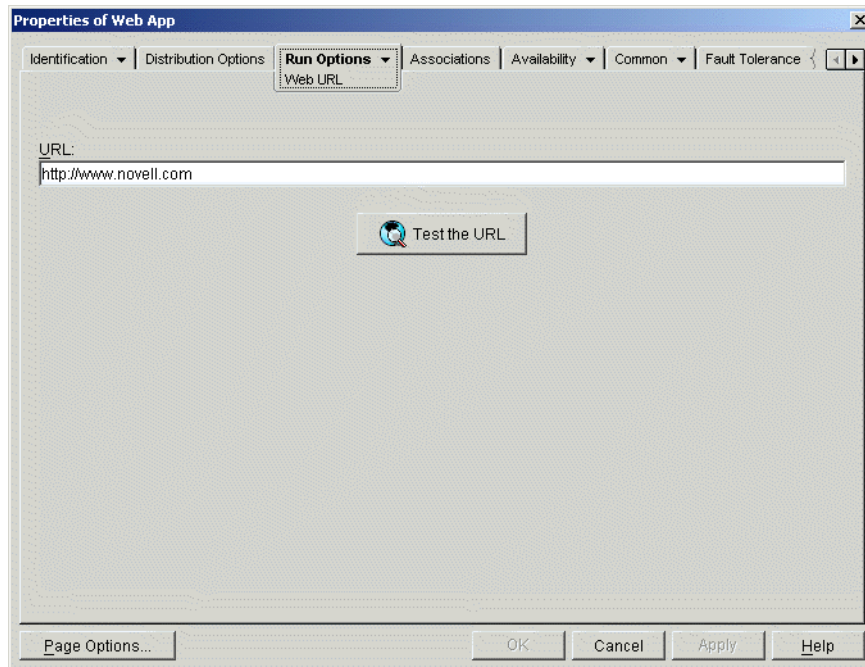 Properties of Web App
Identification Distribution Options Run Options Associations Availability Common Fault Tolerance
Web URL
URL:
http://www.novell.com
Test the URL
Page Options... OK Cancel Apply Help